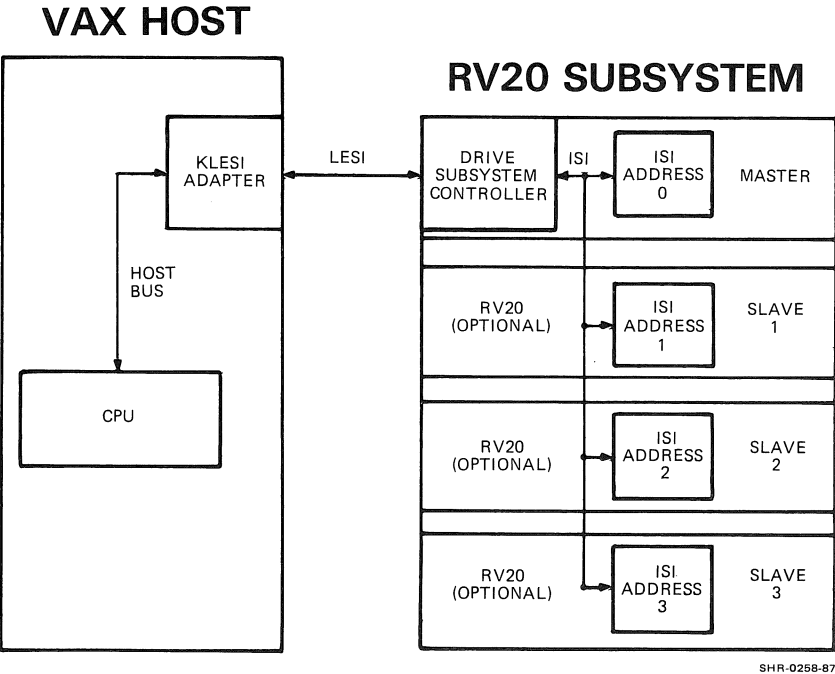 VAX HOST
RV20 SUBSYSTEM
KLESI
ADAPTER
LESI
DRIVE
SUBSYSTEM
CONTROLLER
ISI
ISI
ADDRESS
0
MASTER
HOST
BUS
CPU
RV20
(OPTIONAL)
ISI
ADDRESS
1
SLAVE
1
RV20
(OPTIONAL)
ISI
ADDRESS
2
SLAVE
2
RV20
(OPTIONAL)
ISI
ADDRESS
3
SLAVE
3
SHR-0258-87